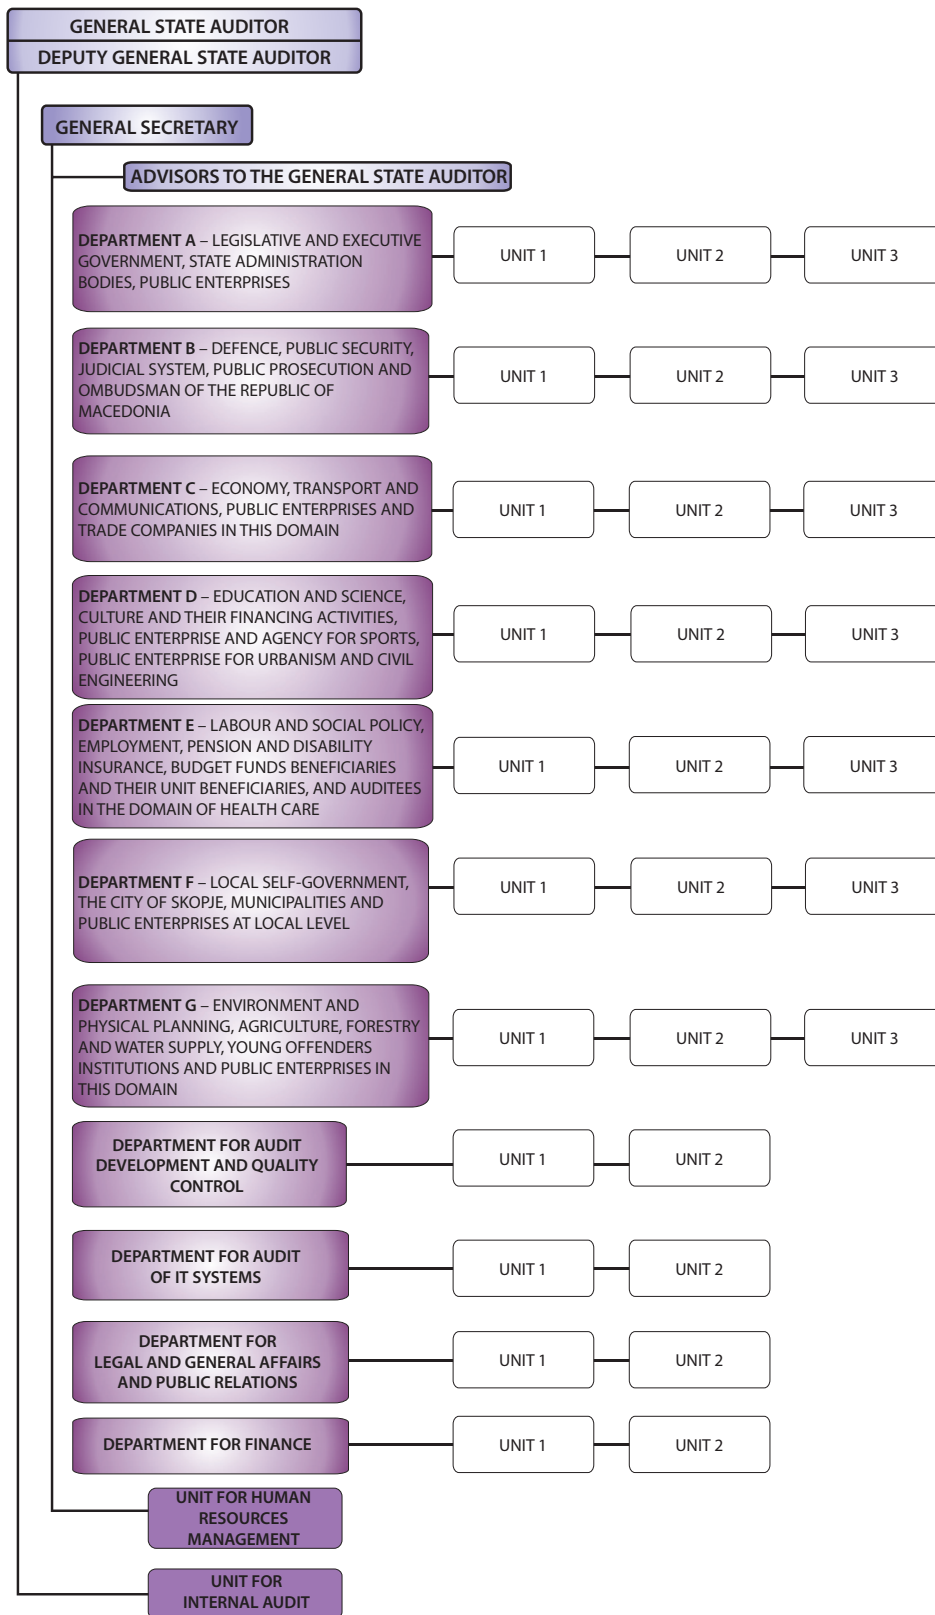 GENERAL STATE AUDITOR
DEPUTY GENERAL STATE AUDITOR
GENERAL SECRETARY
ADVISORS TO THE GENERAL STATE AUDITOR
DEPARTMENT A – LEGISLATIVE AND EXECUTIVE
GOVERNMENT, STATE ADMINISTRATION
BODIES, PUBLIC ENTERPRISES
UNIT 1
UNIT 2
UNIT 3
DEPARTMENT B – DEFENCE, PUBLIC SECURITY,
JUDICIAL SYSTEM, PUBLIC PROSECUTION AND
OMBUDSMAN OF THE REPUBLIC OF
MACEDONIA
UNIT 1
UNIT 2
UNIT 3
DEPARTMENT C – ECONOMY, TRANSPORT AND
COMMUNICATIONS, PUBLIC ENTERPRISES AND
TRADE COMPANIES IN THIS DOMAIN
UNIT 1
UNIT 2
UNIT 3
DEPARTMENT D – EDUCATION AND SCIENCE,
CULTURE AND THEIR FINANCING ACTIVITIES,
PUBLIC ENTERPRISE AND AGENCY FOR SPORTS,
PUBLIC ENTERPRISE FOR URBANISM AND CIVIL
ENGINEERING
UNIT 1
UNIT 2
UNIT 3
DEPARTMENT E – LABOUR AND SOCIAL POLICY,
EMPLOYMENT, PENSION AND DISABILITY
INSURANCE, BUDGET FUNDS BENEFICIARIES
AND THEIR UNIT BENEFICIARIES, AND AUDITEES
IN THE DOMAIN OF HEALTH CARE
UNIT 1
UNIT 2
UNIT 3
DEPARTMENT F – LOCAL SELF-GOVERNMENT,
THE CITY OF SKOPJE, MUNICIPALITIES AND
PUBLIC ENTERPRISES AT LOCAL LEVEL
UNIT 1
UNIT 2
UNIT 3
DEPARTMENT G – ENVIRONMENT AND
PHYSICAL PLANNING, AGRICULTURE, FORESTRY
AND WATER SUPPLY, YOUNG OFFENDERS
INSTITUTIONS AND PUBLIC ENTERPRISES IN
THIS DOMAIN
UNIT 1
UNIT 2
UNIT 3
DEPARTMENT FOR AUDIT
DEVELOPMENT AND QUALITY
CONTROL
UNIT 1
UNIT 2
DEPARTMENT FOR AUDIT
OF IT SYSTEMS
UNIT 1
UNIT 2
DEPARTMENT FOR
LEGAL AND GENERAL AFFAIRS
AND PUBLIC RELATIONS
UNIT 1
UNIT 2
DEPARTMENT FOR FINANCE
UNIT 1
UNIT 2
UNIT FOR HUMAN
RESOURCES
MANAGEMENT
UNIT FOR
INTERNAL AUDIT